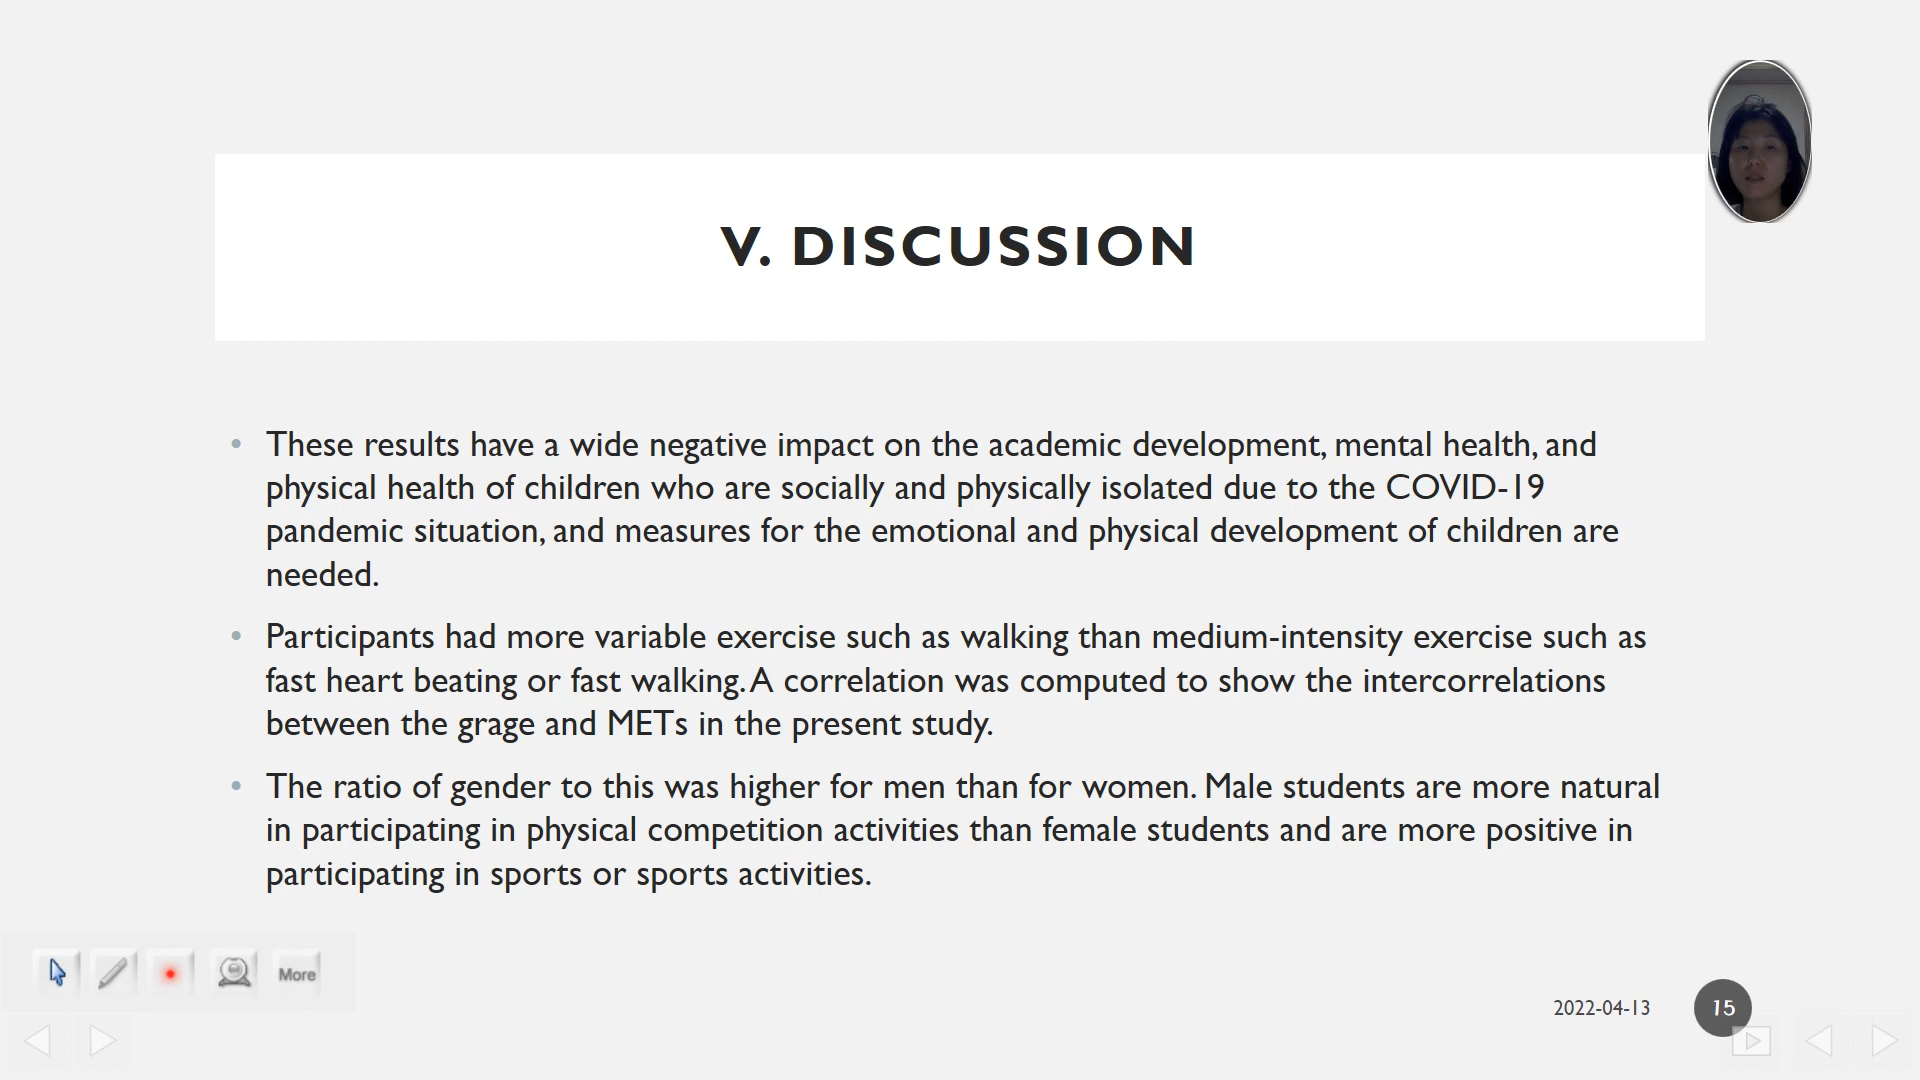 V. DISCUSSION
• These results have a wide negative impact on the academic development, mental health, and
physical health of children who are socially and physically isolated due to the COVID-19
pandemic situation, and measures for the emotional and physical development of children are
needed.
• Participants had more variable exercise such as walking than medium-intensity exercise such as
fast heart beating or fast walking. A correlation was computed to show the intercorrelations
between the grage and METs in the present study.
• The ratio of gender to this was higher for men than for women. Male students are more natural
in participating in physical competition activities than female students and are more positive in
participating in sports or sports activities.
More
2022-04-13
15